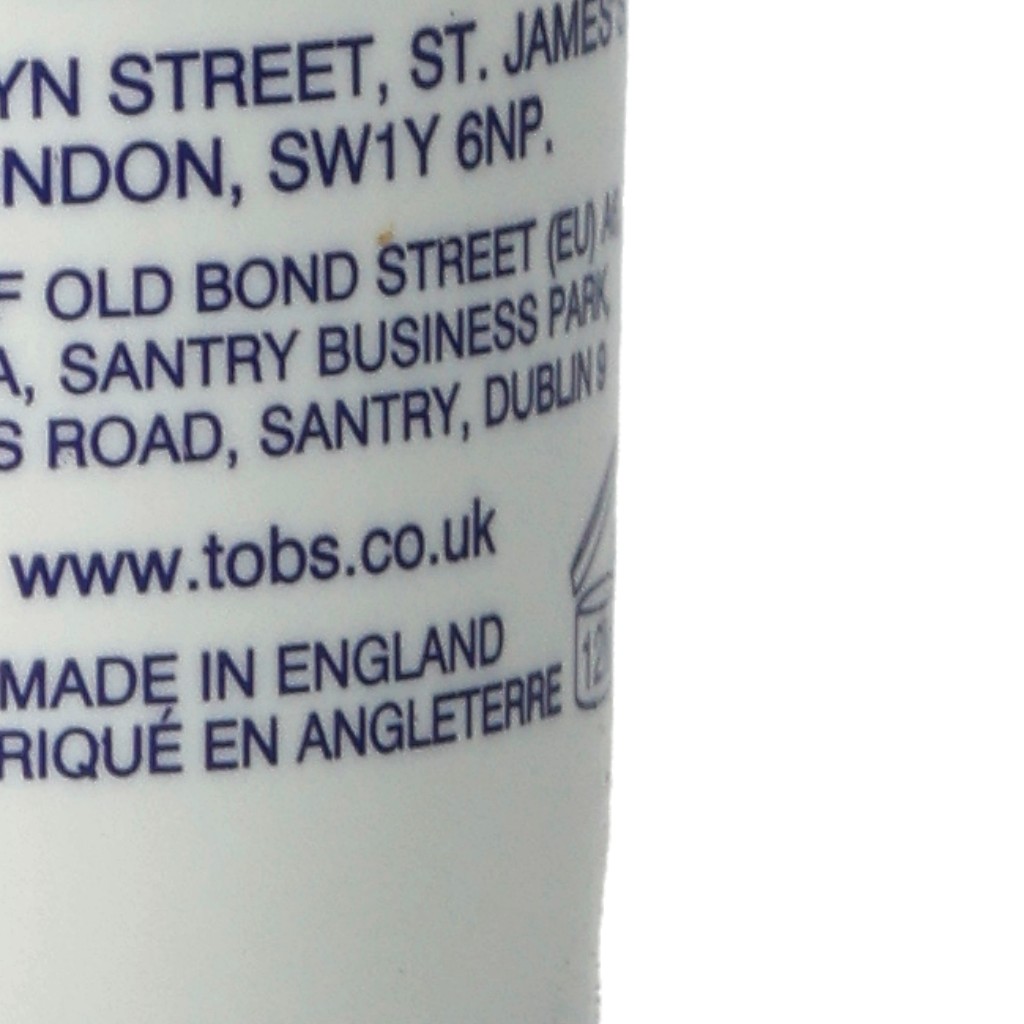 YN STREET, ST. JAMES'S
NDON, SW1Y 6NP.
F OLD BOND STREET (EU)
A, SANTRY BUSINESS PARK,
S ROAD, SANTRY, DUBLIN 9
www.tobs.co.uk
MADE IN ENGLAND
RIQUÉ EN ANGLETERRE